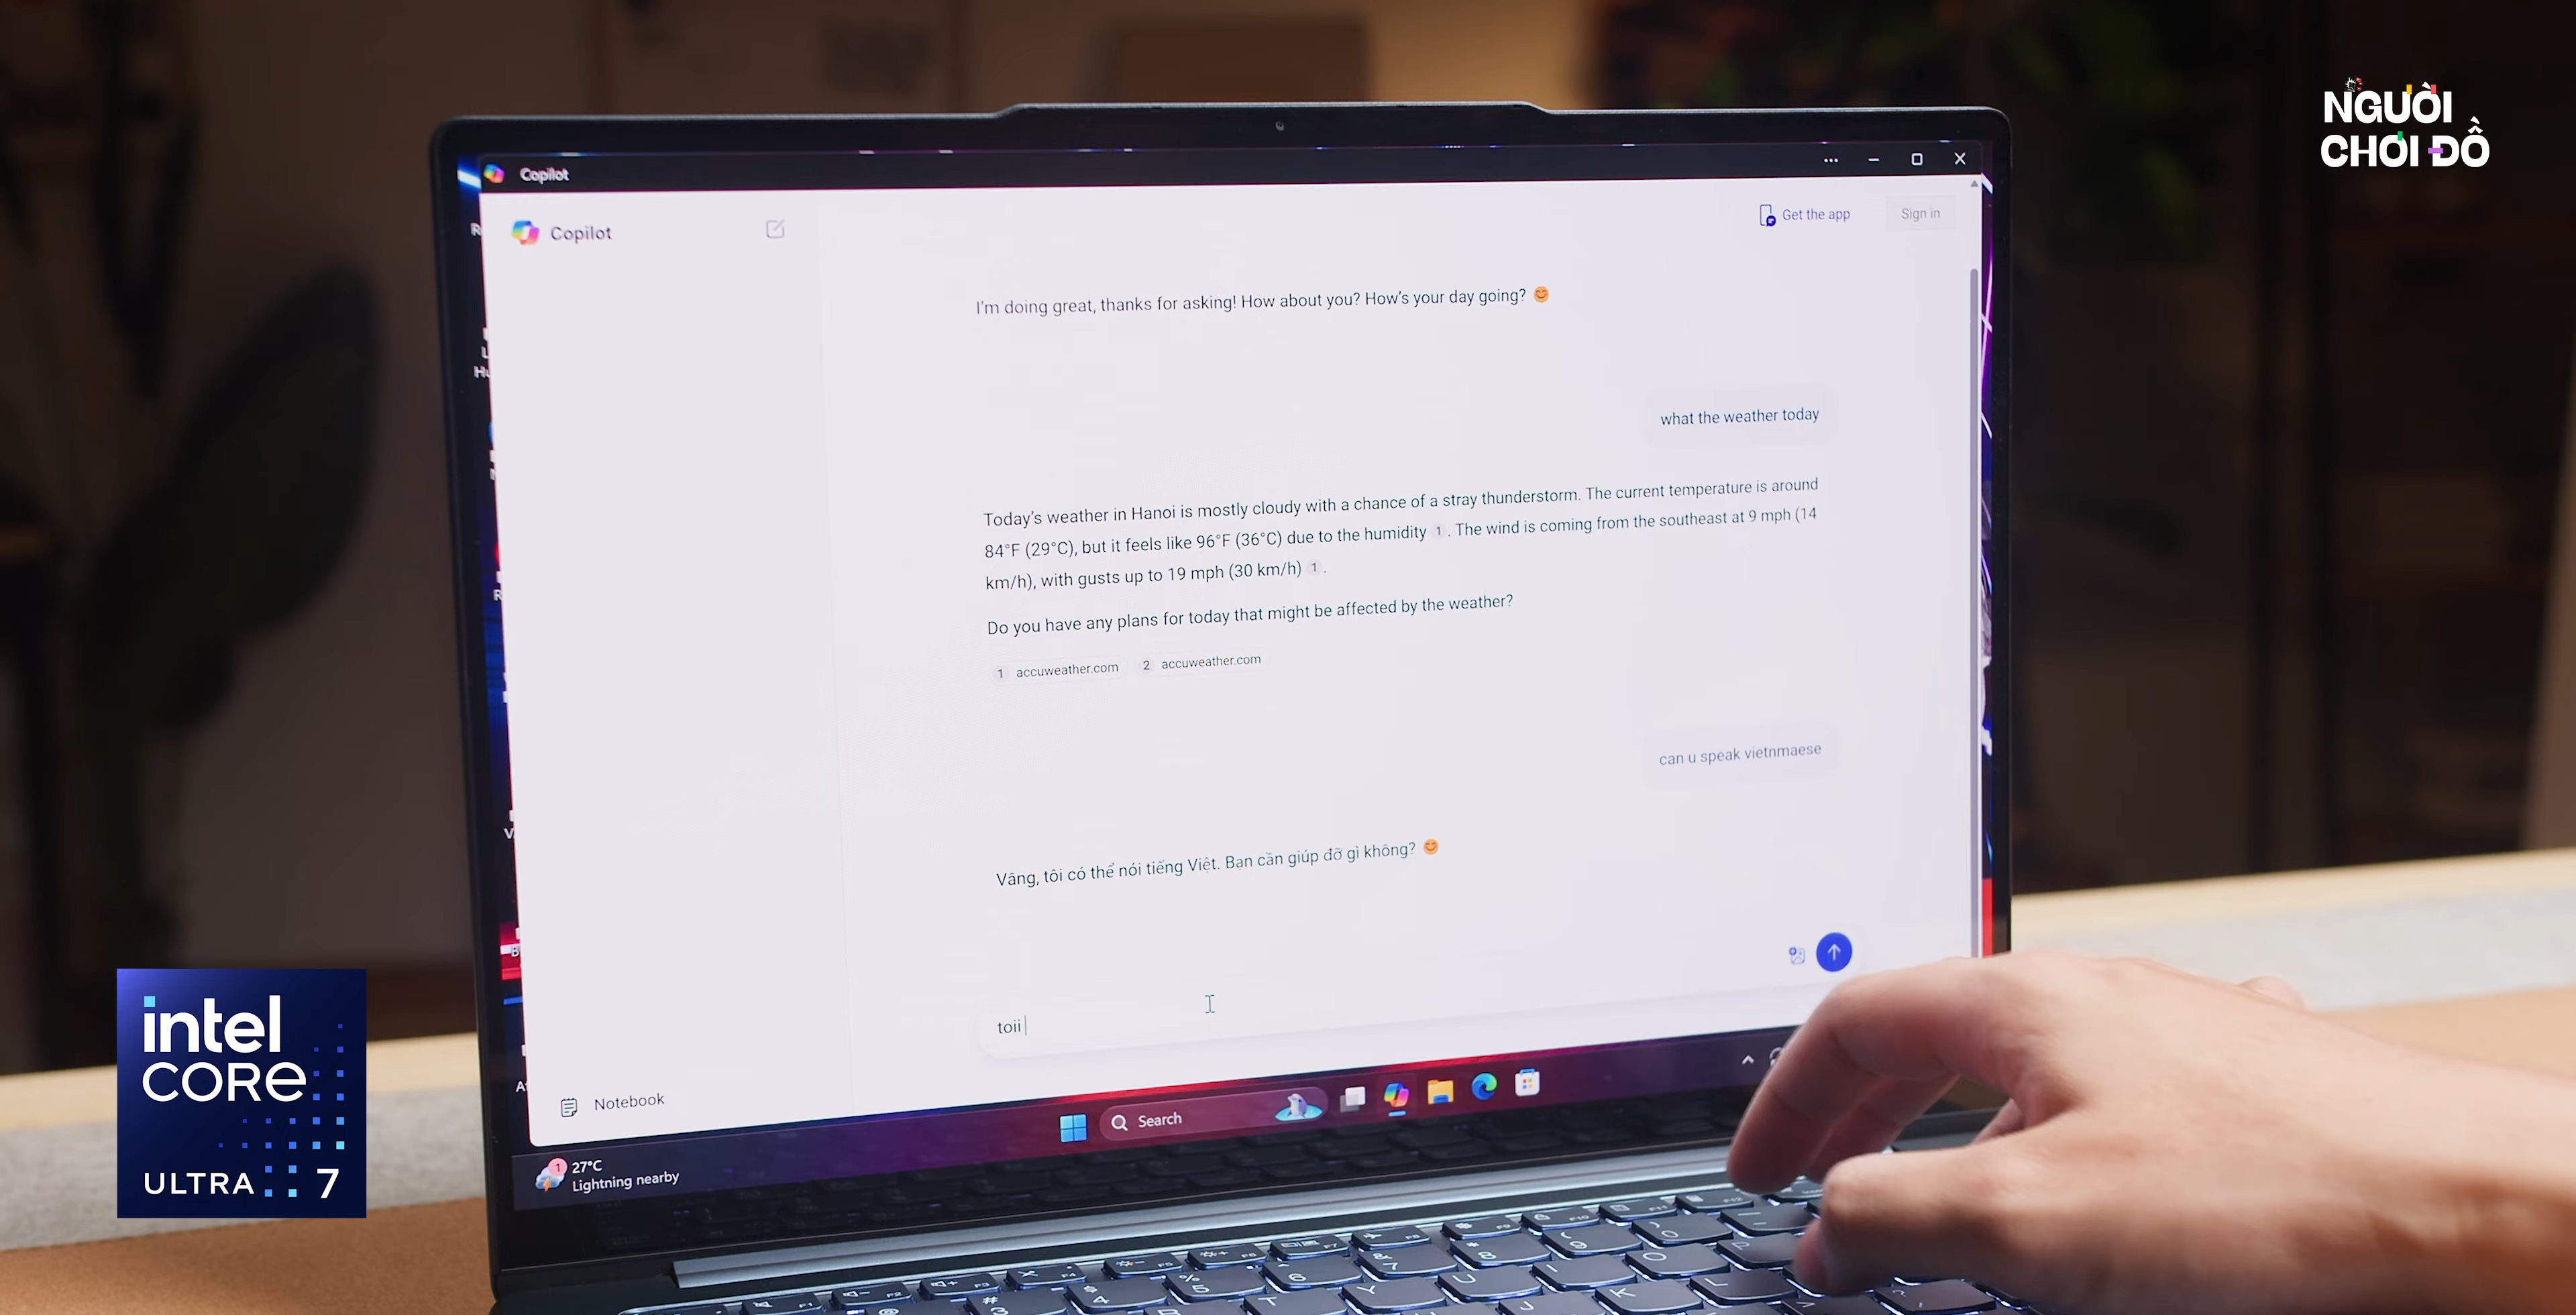 NGƯỜI
CHƠI ĐỒ
Copilot
Copilot
Get the app
Sign in
I'm doing great, thanks for asking! How about you? How's your day going? 😊
what the weather today
Today's weather in Hanoi is mostly cloudy with a chance of a stray thunderstorm. The current temperature is around
84°F (29°C), but it feels like 96°F (36°C) due to the humidity 1 . The wind is coming from the southeast at 9 mph (14
km/h), with gusts up to 19 mph (30 km/h) 1 .
Do you have any plans for today that might be affected by the weather?
1 accuweather.com 2 accuweather.com
can u speak vietnmaese
Vâng, tôi có thể nói tiếng Việt. Bạn cần giúp đỡ gì không? 😊
toii
Notebook
Search
1
27°C
Lightning nearby
intel
CORE
ULTRA 7